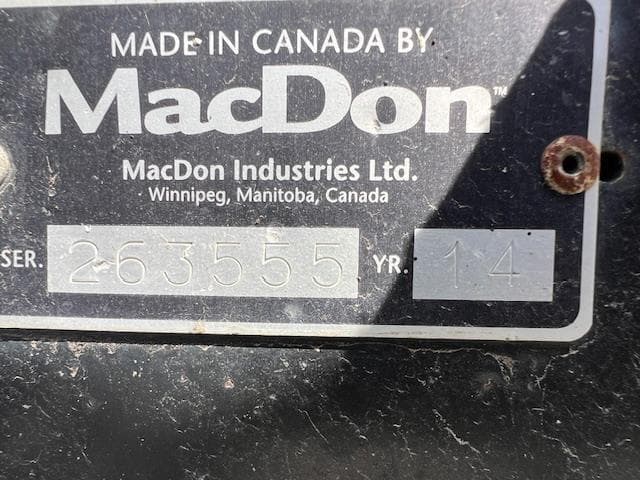 MADE IN CANADA BY
MacDon™
MacDon Industries Ltd.
Winnipeg, Manitoba, Canada
SER. 263555 YR. 14